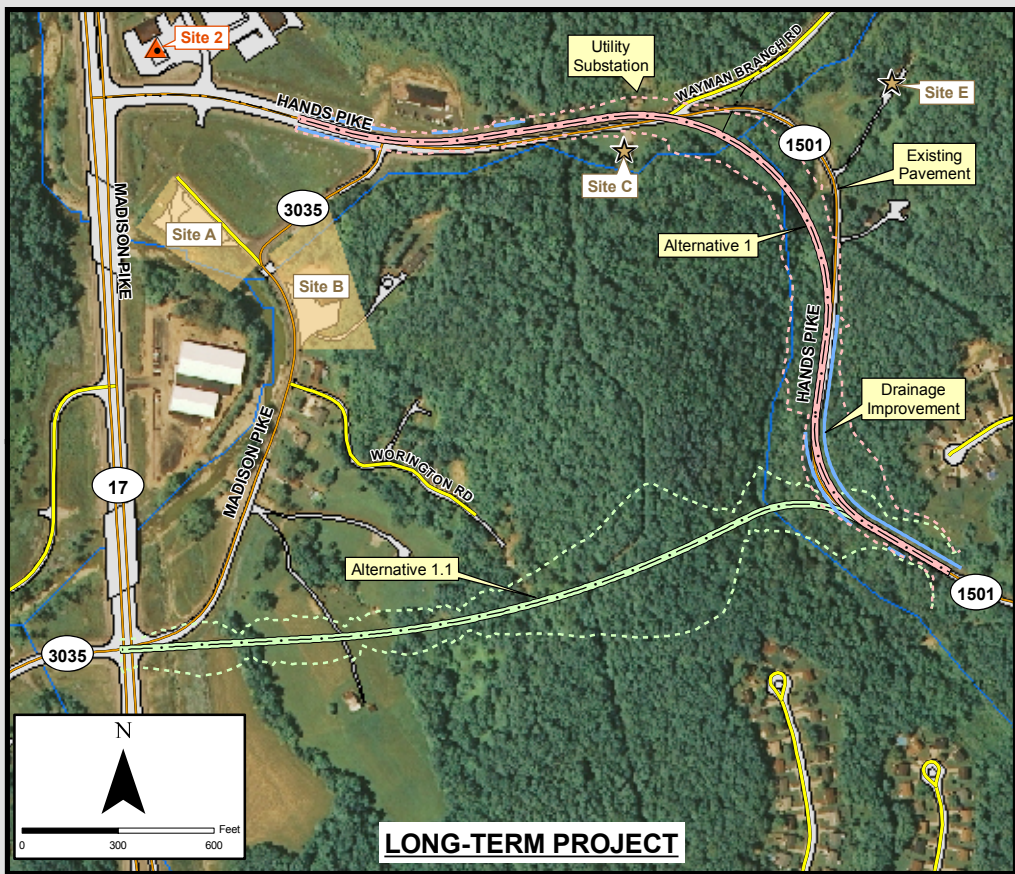 Site 2
Utility
Substation
WAYMAN BRANCH RD
Site E
HANDS PIKE
1501
Existing
Pavement
Site C
MADISON PIKE
3035
Site A
Alternative 1
Site B
HANDS PIKE
Drainage
Improvement
MADISON PIKE
WORINGTON RD
17
Alternative 1.1
1501
3035
N
Feet
0 300 600
LONG-TERM PROJECT